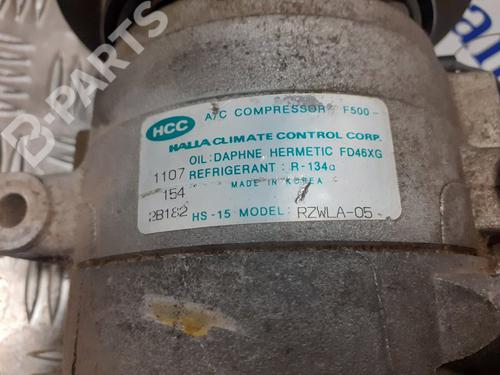 B-PARTS
HCC
A/C COMPRESSOR F500-
HALLA CLIMATE CONTROL CORP.
OIL:DAPHNE HERMETIC FD46XG
1107 REFRIGERANT : R-134a
154 MADE IN KOREA
2B182 HS-15 MODEL: RZWLA-05-